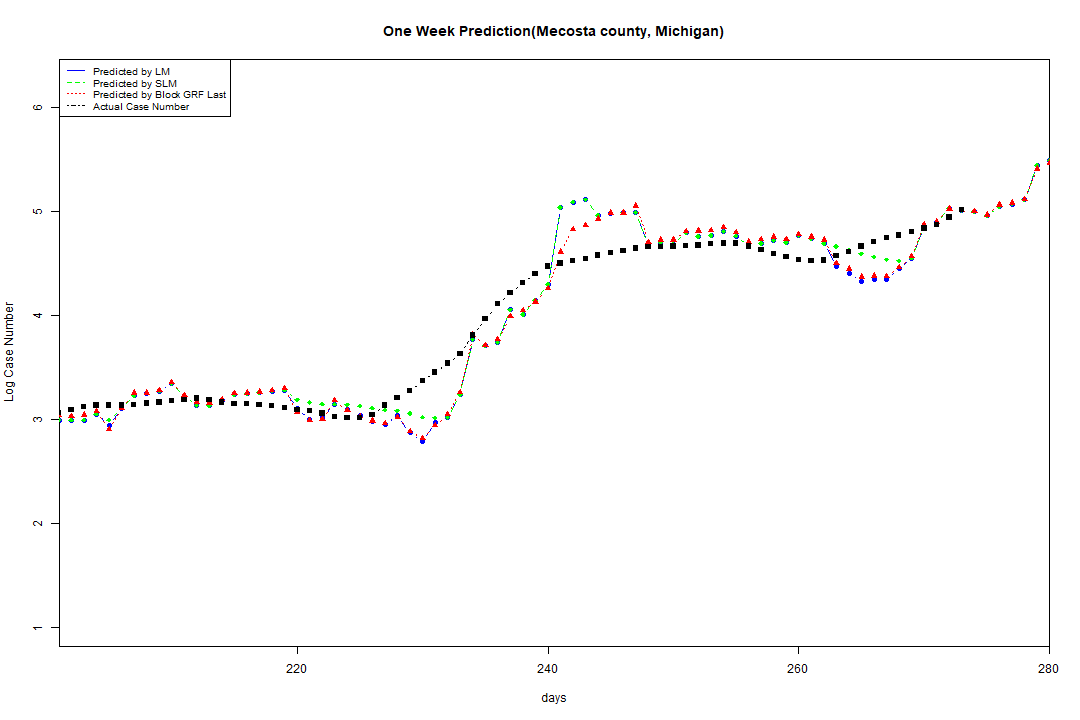 One Week Prediction(Mecosta county, Michigan)
Predicted by LM
Predicted by SLM
Predicted by Block GRF Last
Actual Case Number
6
5
4
3
2
1
Log Case Number
220 240 260 280
days